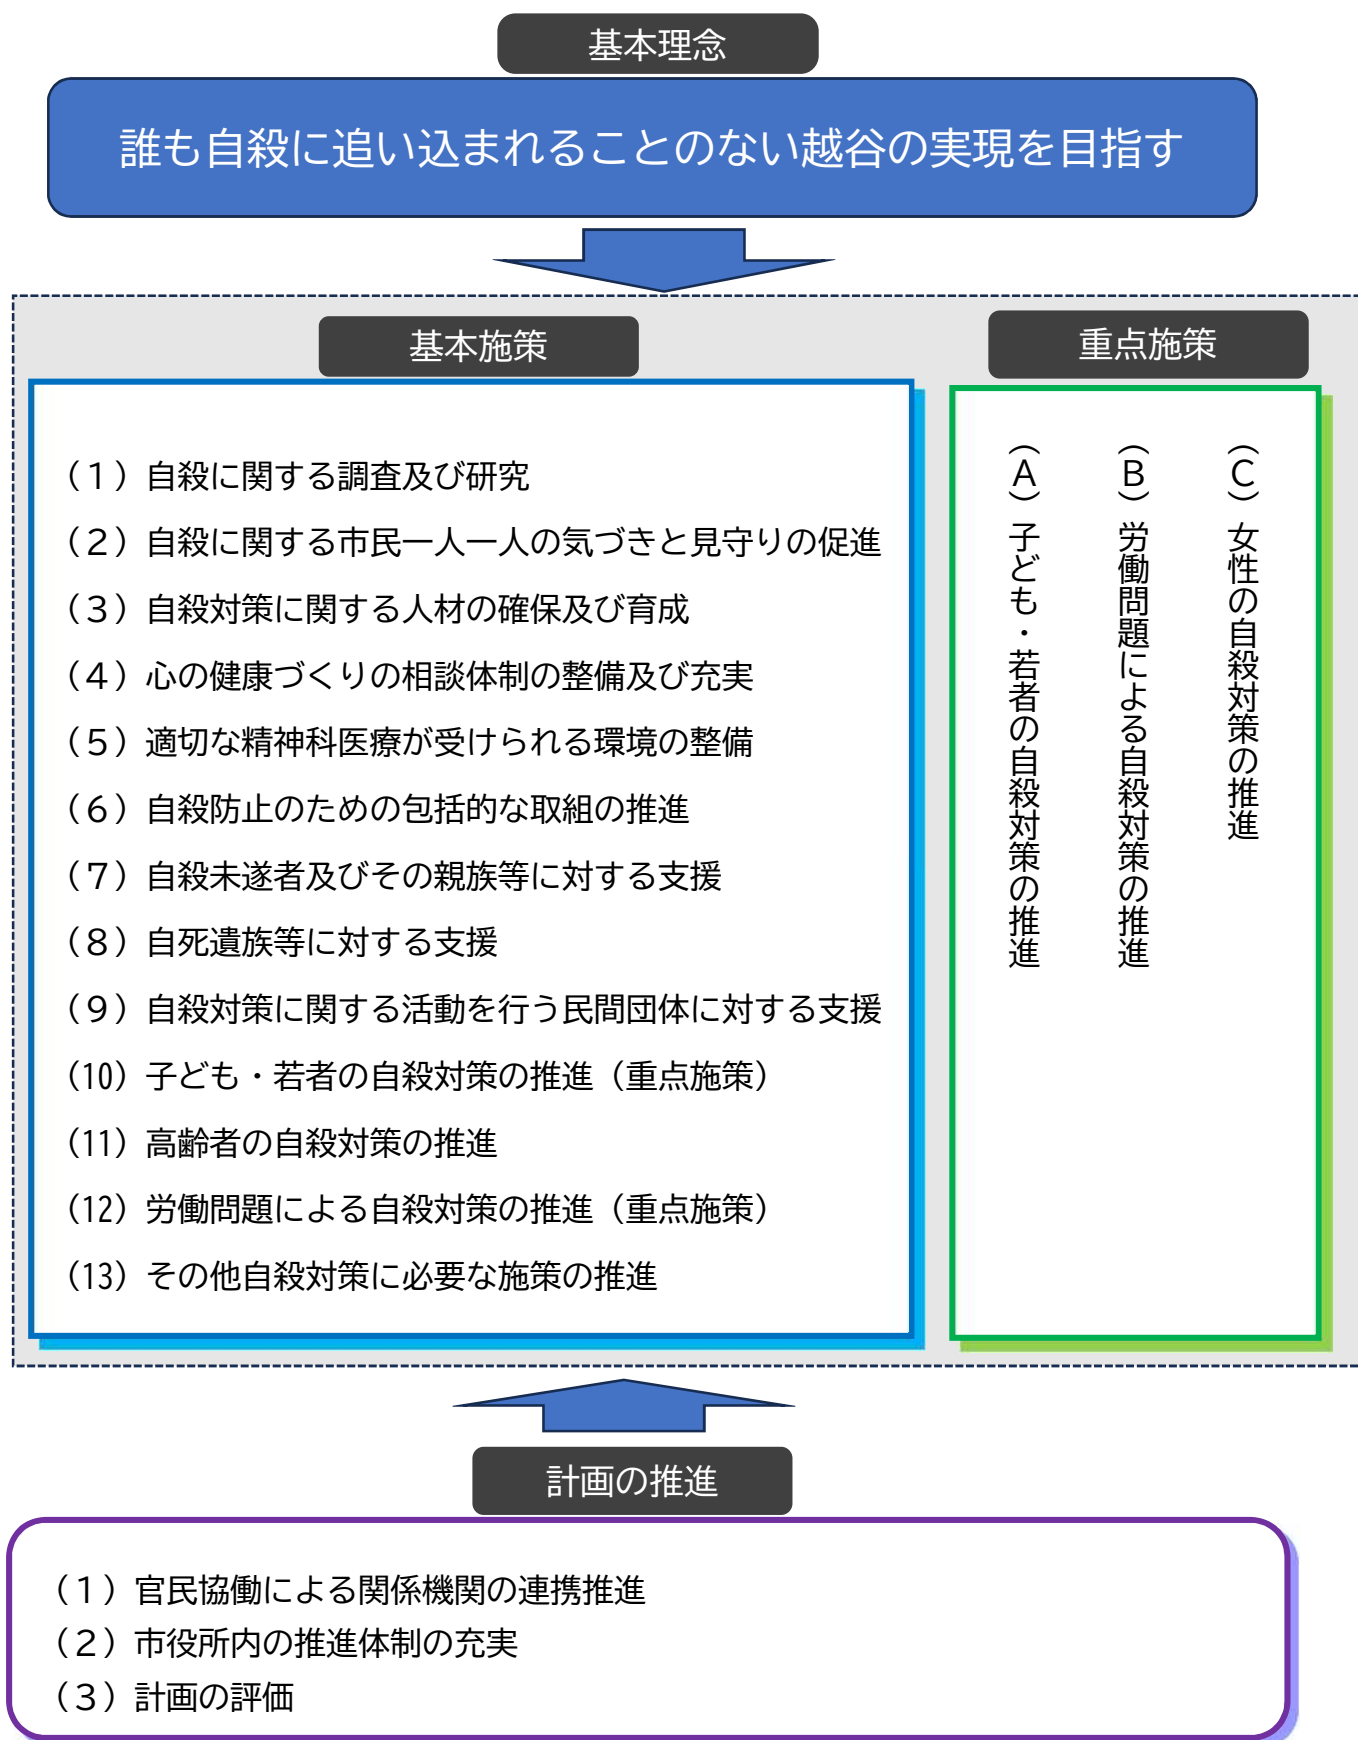 基本理念
誰も自殺に追い込まれることのない越谷の実現を目指す
基本施策
（１）自殺に関する調査及び研究
（２）自殺に関する市民一人一人の気づきと見守りの促進
（３）自殺対策に関する人材の確保及び育成
（４）心の健康づくりの相談体制の整備及び充実
（５）適切な精神科医療が受けられる環境の整備
（６）自殺防止のための包括的な取組の推進
（７）自殺未遂者及びその親族等に対する支援
（８）自死遺族等に対する支援
（９）自殺対策に関する活動を行う民間団体に対する支援
（10）子ども・若者の自殺対策の推進（重点施策）
（11）高齢者の自殺対策の推進
（12）労働問題による自殺対策の推進（重点施策）
（13）その他自殺対策に必要な施策の推進
重点施策
（Ａ）子ども・若者の自殺対策の推進
（Ｂ）労働問題による自殺対策の推進
（Ｃ）女性の自殺対策の推進
計画の推進
（１）官民協働による関係機関の連携推進
（２）市役所内の推進体制の充実
（３）計画の評価